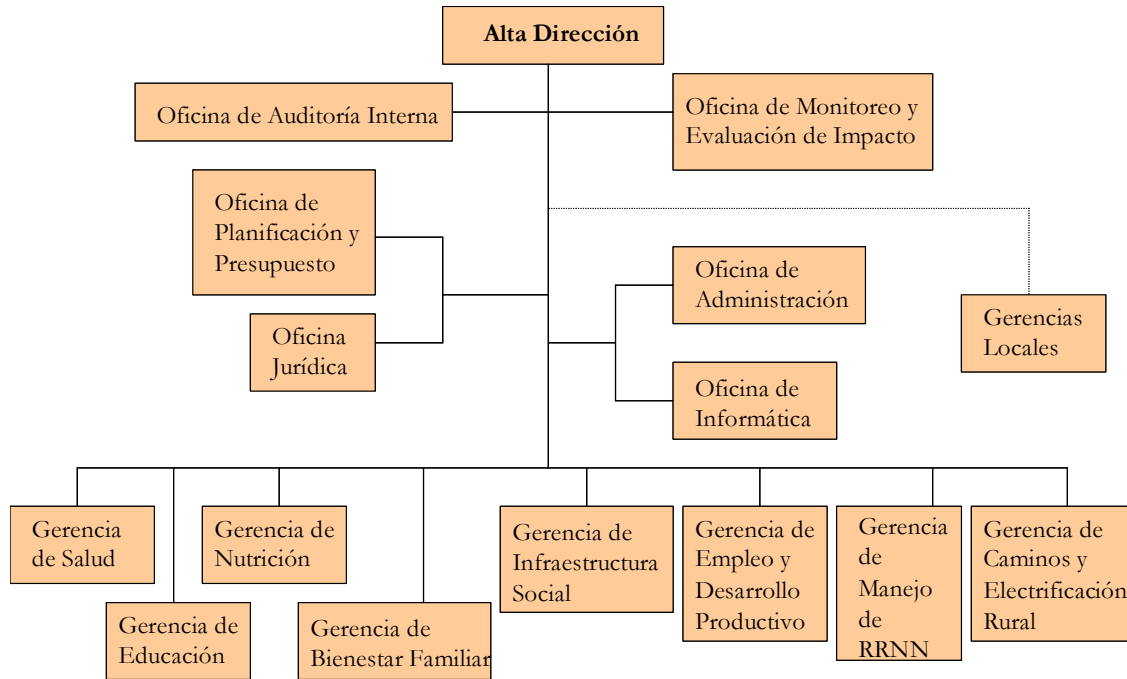 Alta Dirección
Oficina de Auditoría Interna
Oficina de Monitoreo y
Evaluación de Impacto
Oficina de
Planificación y
Presupuesto
Oficina
Jurídica
Oficina de
Administración
Oficina de
Informática
Gerencias
Locales
Gerencia
de Salud
Gerencia de
Educación
Gerencia de
Nutrición
Gerencia de
Bienestar Familiar
Gerencia de
Infraestructura
Social
Gerencia de
Empleo y
Desarrollo
Productivo
Gerencia
de
Manejo
de
RRNN
Gerencia de
Caminos y
Electrificación
Rural